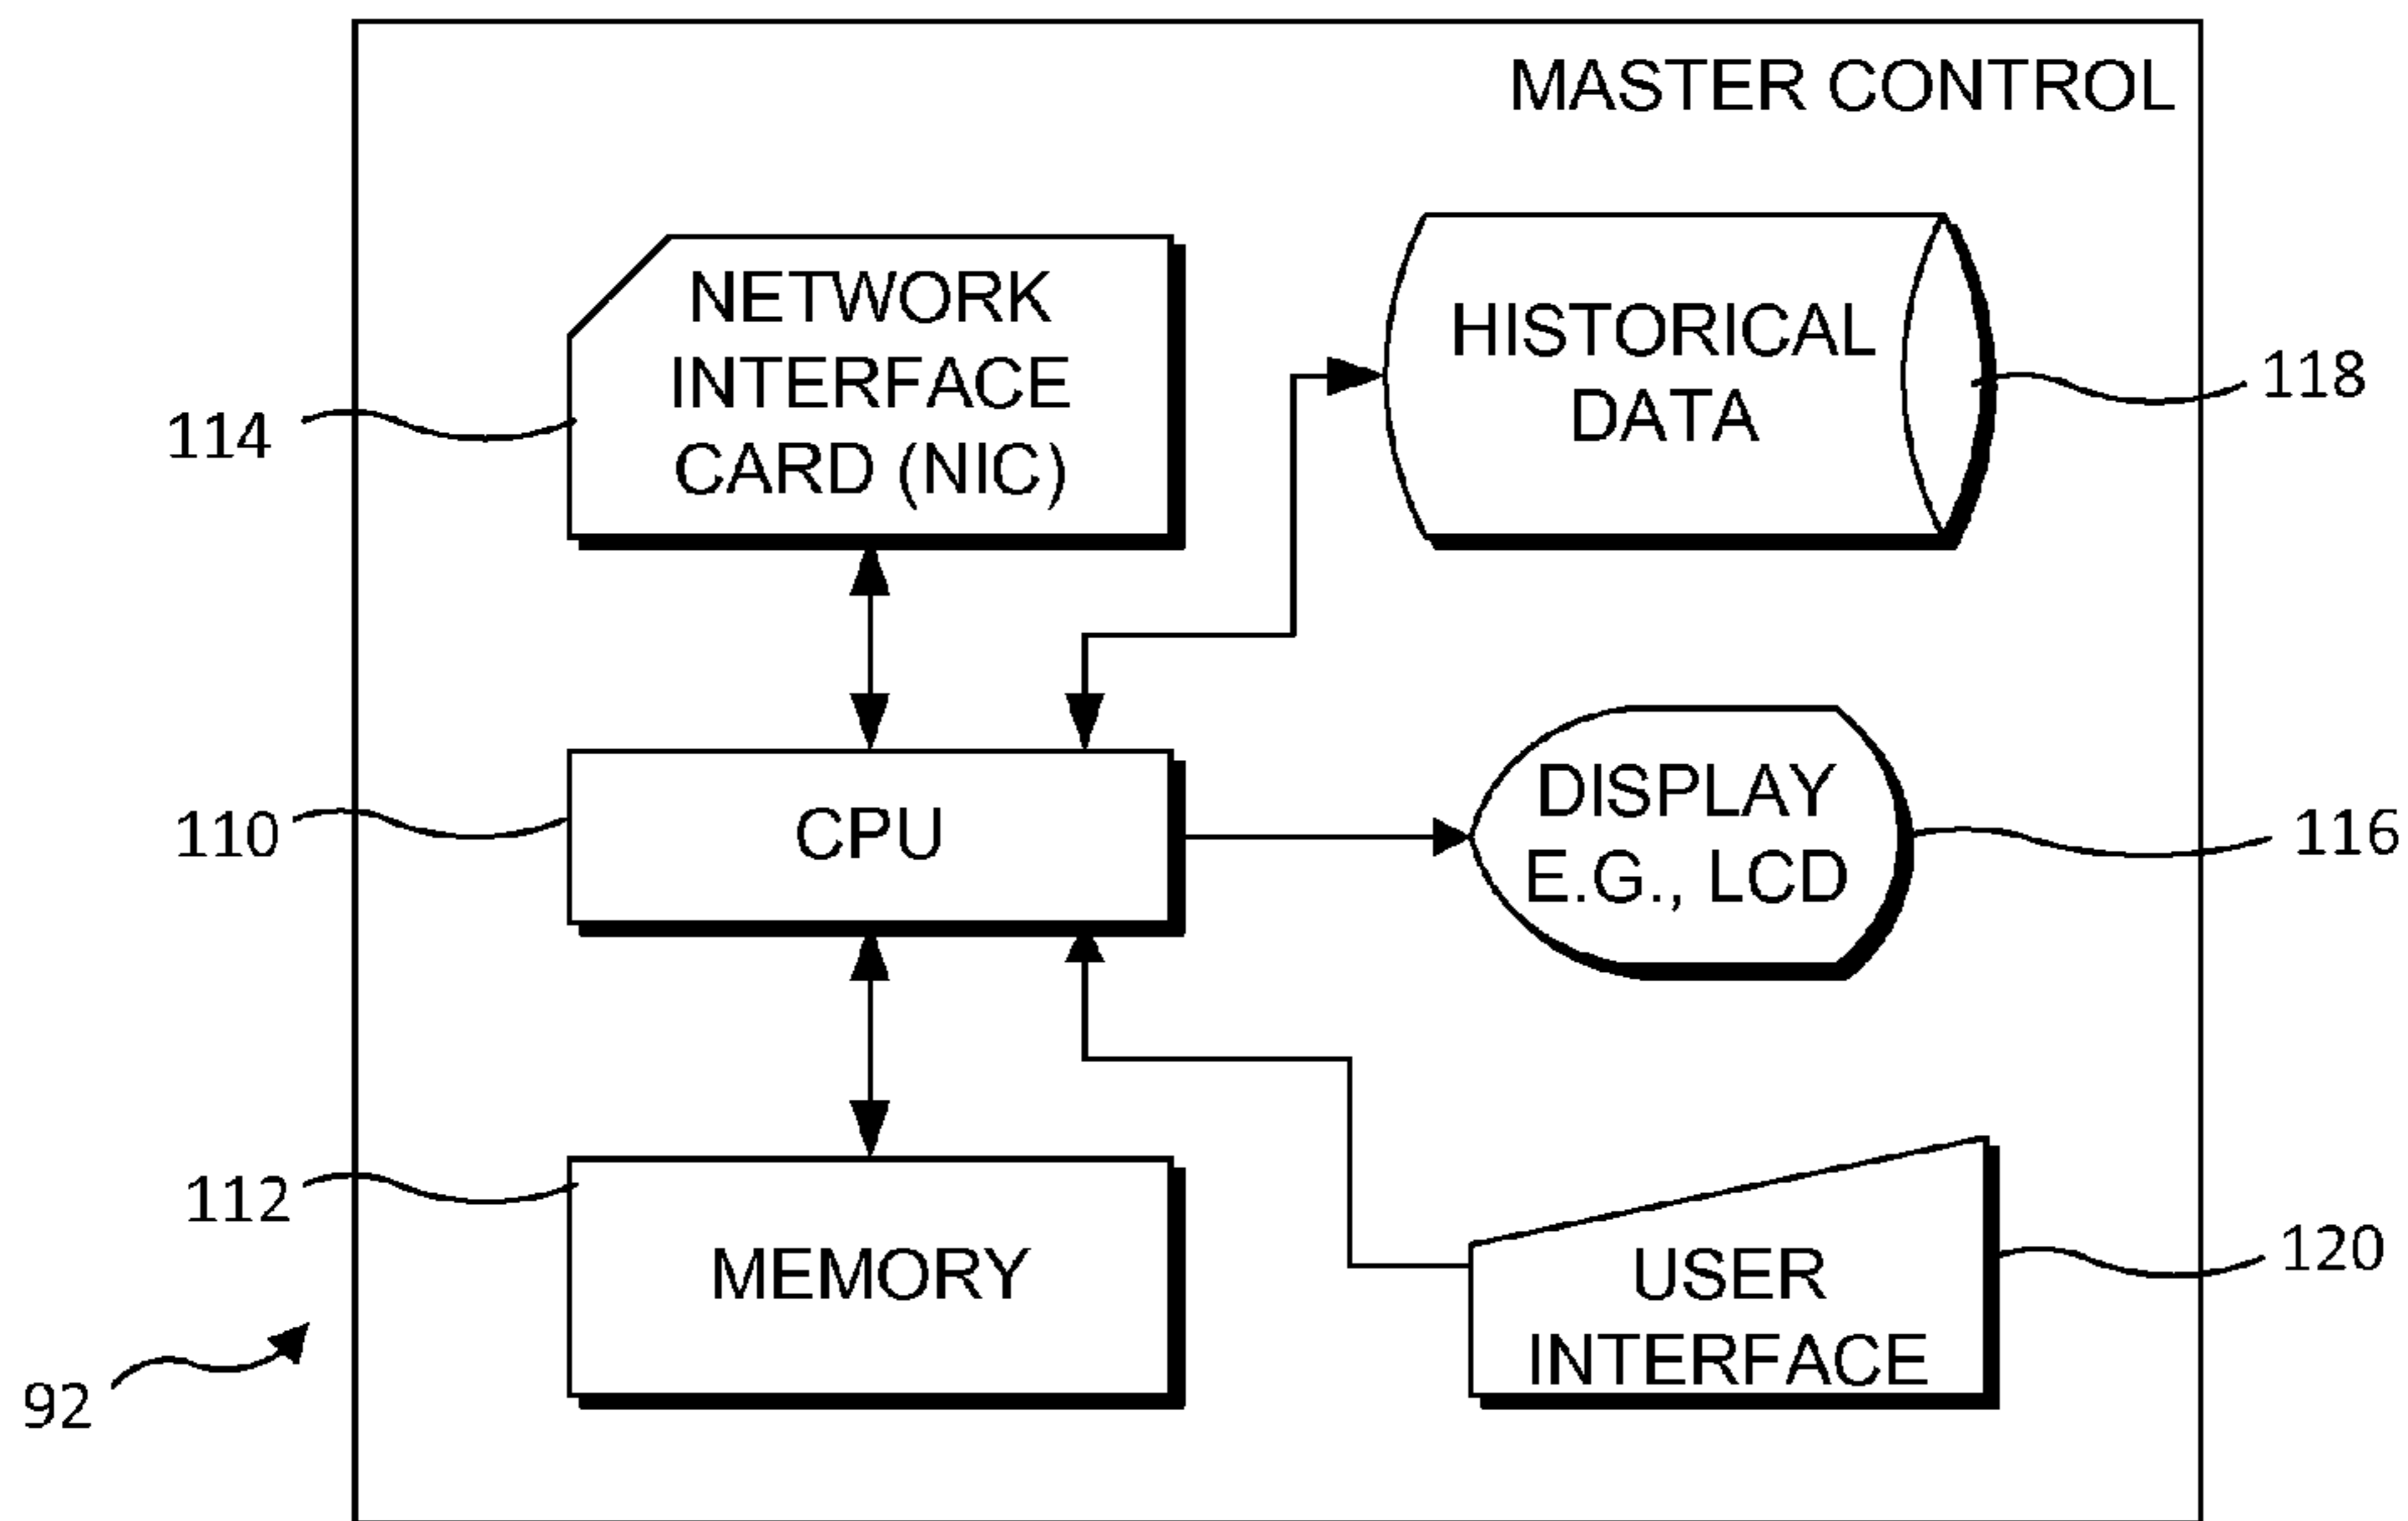 MASTER CONTROL
NETWORK
INTERFACE
CARD (NIC)
114
HISTORICAL
DATA
118
CPU
110
DISPLAY
E.G., LCD
116
MEMORY
112
USER
INTERFACE
120
92